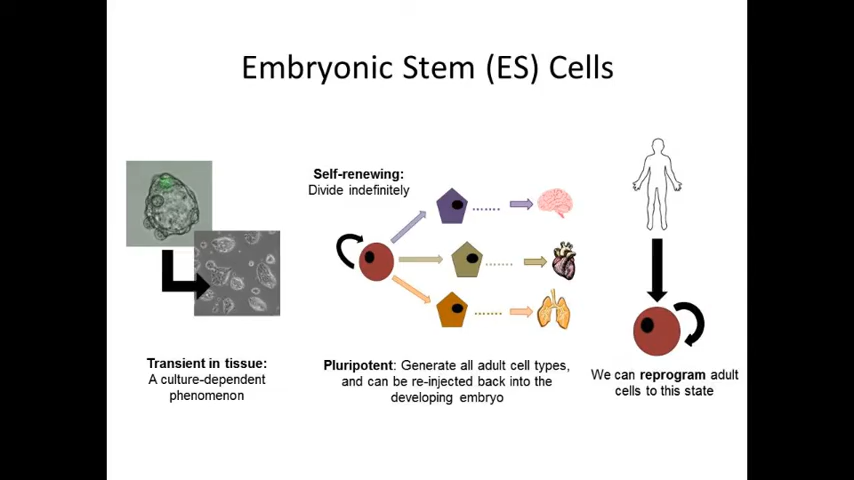 Embryonic Stem (ES) Cells
Self-renewing:
Divide indefinitely
Transient in tissue:
A culture-dependent
phenomenon
Pluripotent: Generate all adult cell types,
and can be re-injected back into the
developing embryo
We can reprogram adult
cells to this state